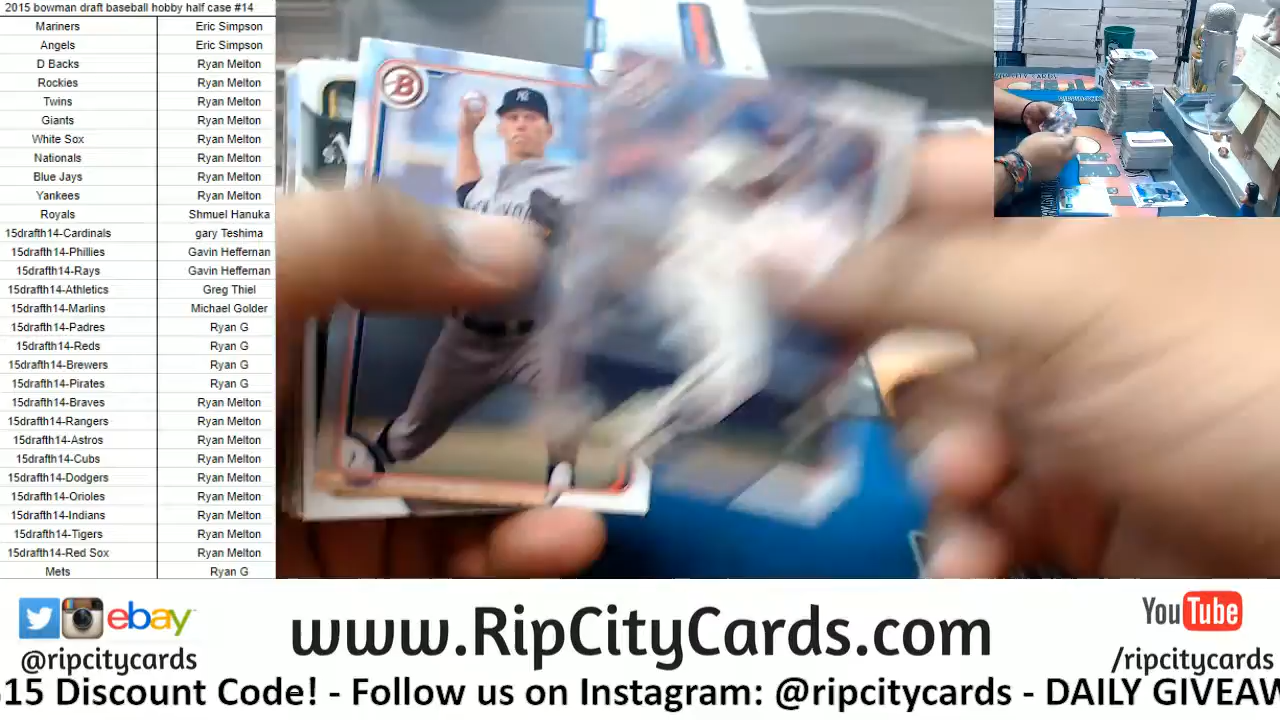 2015 bowman draft baseball hobby half case #14
Mariners Eric Simpson
Angels Eric Simpson
D Backs Ryan Melton
Rockies Ryan Melton
Twins Ryan Melton
Giants Ryan Melton
White Sox Ryan Melton
Nationals Ryan Melton
Blue Jays Ryan Melton
Yankees Ryan Melton
Royals Shmuel Hanuka
15drafth14-Cardinals gary Teshima
15drafth14-Phillies Gavin Heffernan
15drafth14-Rays Gavin Heffernan
15drafth14-Athletics Greg Thiel
15drafth14-Marlins Michael Golder
15drafth14-Padres Ryan G
15drafth14-Reds Ryan G
15drafth14-Brewers Ryan G
15drafth14-Pirates Ryan G
15drafth14-Braves Ryan Melton
15drafth14-Rangers Ryan Melton
15drafth14-Astros Ryan Melton
15drafth14-Cubs Ryan Melton
15drafth14-Dodgers Ryan Melton
15drafth14-Orioles Ryan Melton
15drafth14-Indians Ryan Melton
15drafth14-Tigers Ryan Melton
15drafth14-Red Sox Ryan Melton
Mets Ryan G
B
ebay
@ripcitycards
www.RipCityCards.com
YouTube
/ripcitycards
15 Discount Code! - Follow us on Instagram: @ripcitycards - DAILY GIVEAW